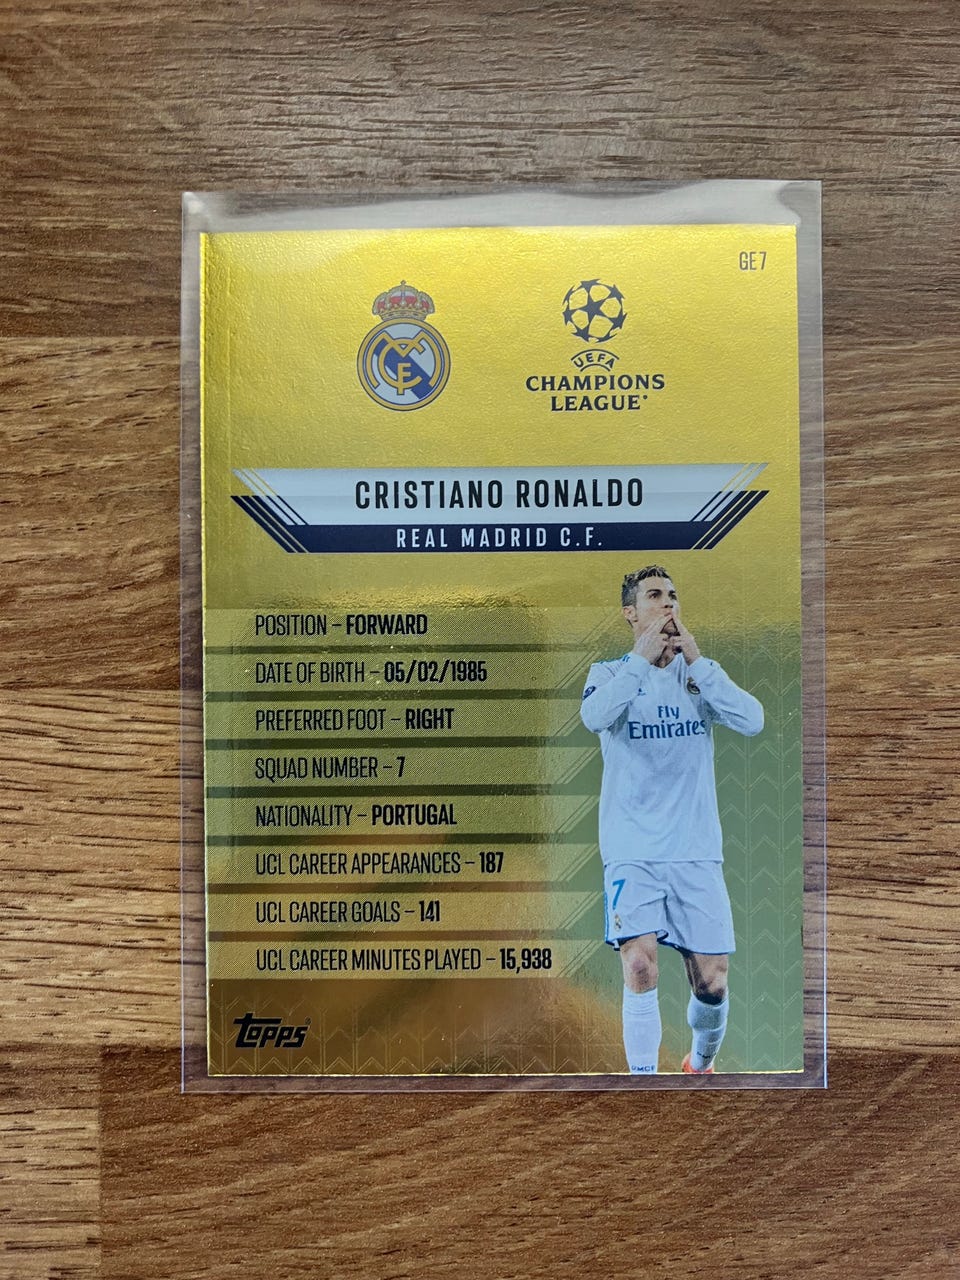 GE7
UEFA
CHAMPIONS
LEAGUE®
CRISTIANO RONALDO
REAL MADRID C.F.
POSITION – FORWARD
DATE OF BIRTH – 05/02/1985
PREFERRED FOOT – RIGHT
SQUAD NUMBER – 7
NATIONALITY – PORTUGAL
UCL CAREER APPEARANCES – 187
UCL CAREER GOALS – 141
UCL CAREER MINUTES PLAYED – 15,938
Fly
Emirates
7
RMCF
Topps®